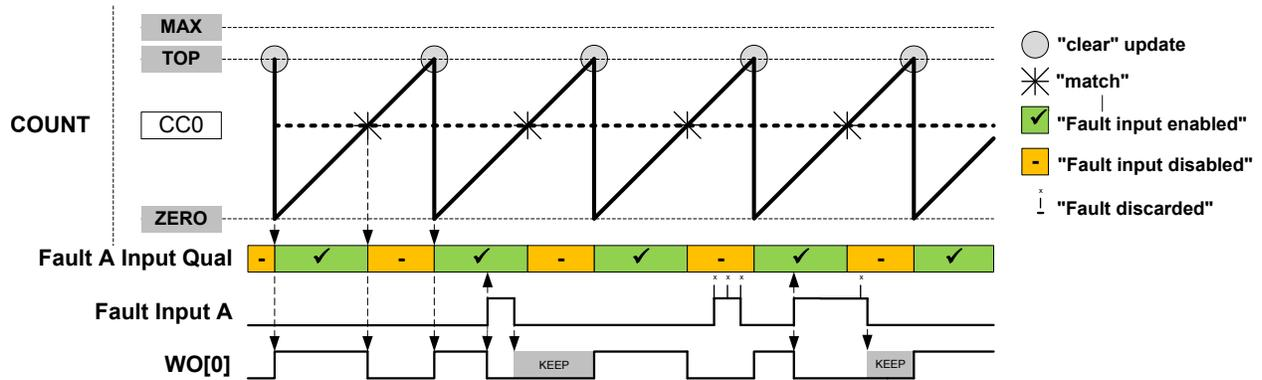 MAX
TOP
COUNT
CC0
ZERO
"clear" update
"match"
"Fault input enabled"
- "Fault input disabled"
x
"Fault discarded"
Fault A Input Qual - - - - -
x x x x
Fault Input A
WO[0] KEEP KEEP